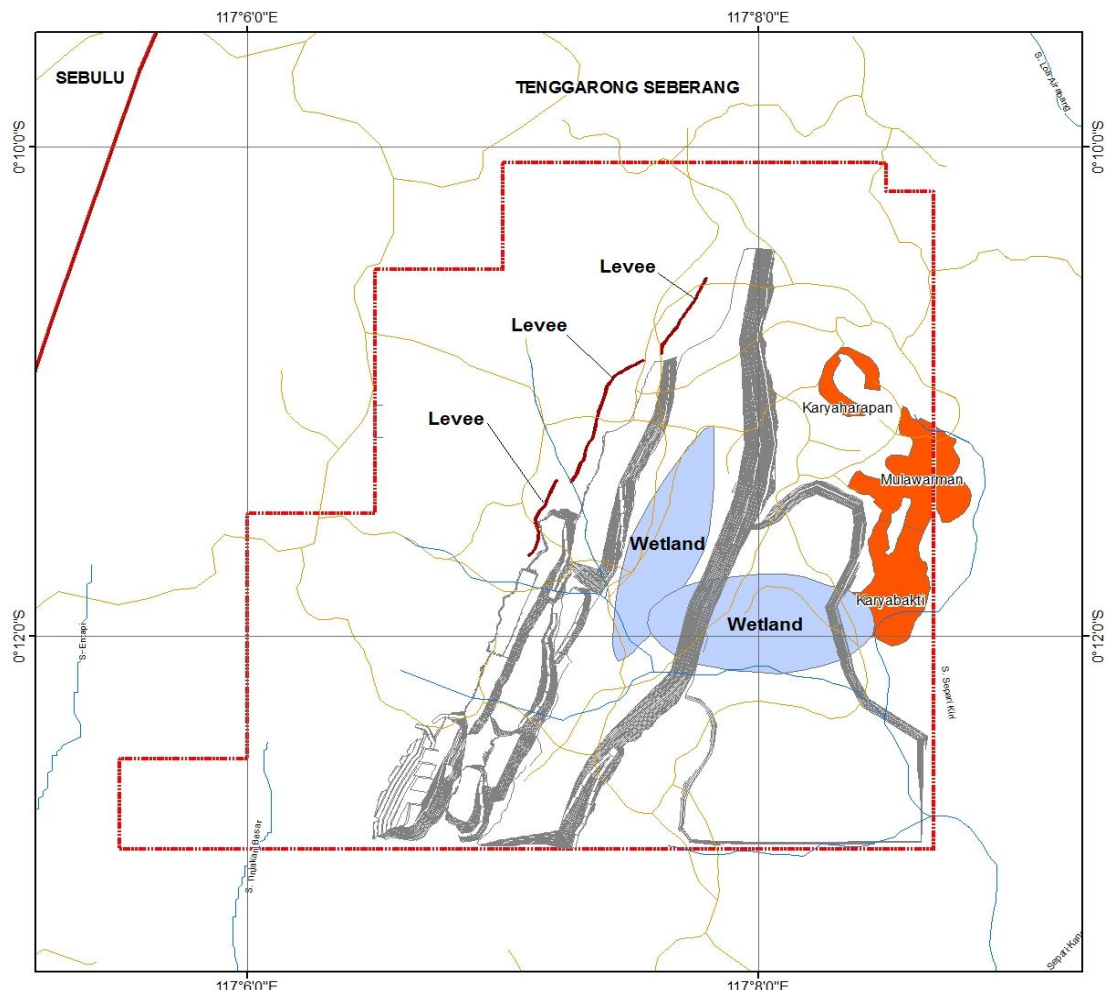 117°6'0"E
117°8'0"E
SEBULU
TENGGARONG SEBERANG
S. Loa Airabang
0°10'0"S
0°10'0"S
Levee
Levee
Levee
Karyaharapan
Mulawarman
Wetland
Karyabakti
Wetland
0°12'0"S
0°12'0"S
S. Separi Kiri
S. Tinjakan Besar
117°6'0"E
117°8'0"E